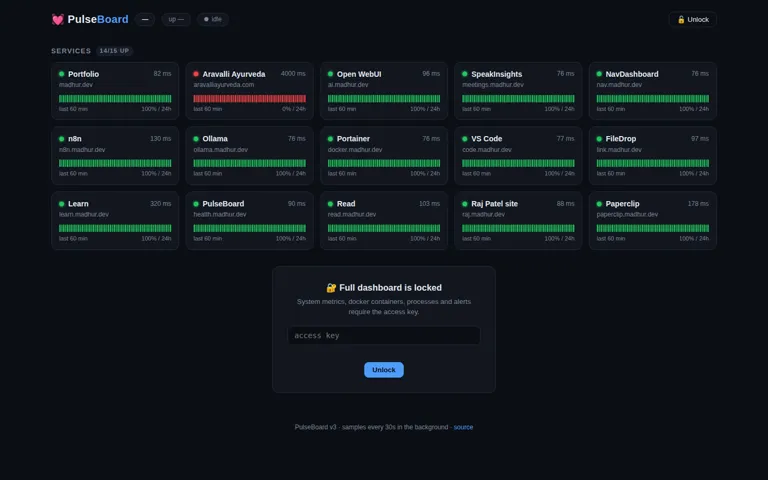 PulseBoard — up — idle Unlock
SERVICES 14/15 UP
Portfolio 82 ms
madhur.dev
last 60 min 100% / 24h
Aravalli Ayurveda 4000 ms
aravalliayurveda.com
last 60 min 0% / 24h
Open WebUI 96 ms
ai.madhur.dev
last 60 min 100% / 24h
SpeakInsights 76 ms
meetings.madhur.dev
last 60 min 100% / 24h
NavDashboard 76 ms
nav.madhur.dev
last 60 min 100% / 24h
n8n 130 ms
n8n.madhur.dev
last 60 min 100% / 24h
Ollama 76 ms
ollama.madhur.dev
last 60 min 100% / 24h
Portainer 76 ms
docker.madhur.dev
last 60 min 100% / 24h
VS Code 77 ms
code.madhur.dev
last 60 min 100% / 24h
FileDrop 97 ms
link.madhur.dev
last 60 min 100% / 24h
Learn 320 ms
learn.madhur.dev
last 60 min 100% / 24h
PulseBoard 90 ms
health.madhur.dev
last 60 min 100% / 24h
Read 103 ms
read.madhur.dev
last 60 min 100% / 24h
Raj Patel site 88 ms
raj.madhur.dev
last 60 min 100% / 24h
Paperclip 178 ms
paperclip.madhur.dev
last 60 min 100% / 24h
Full dashboard is locked
System metrics, docker containers, processes and alerts
require the access key.
access key
Unlock
PulseBoard v3 · samples every 30s in the background · source